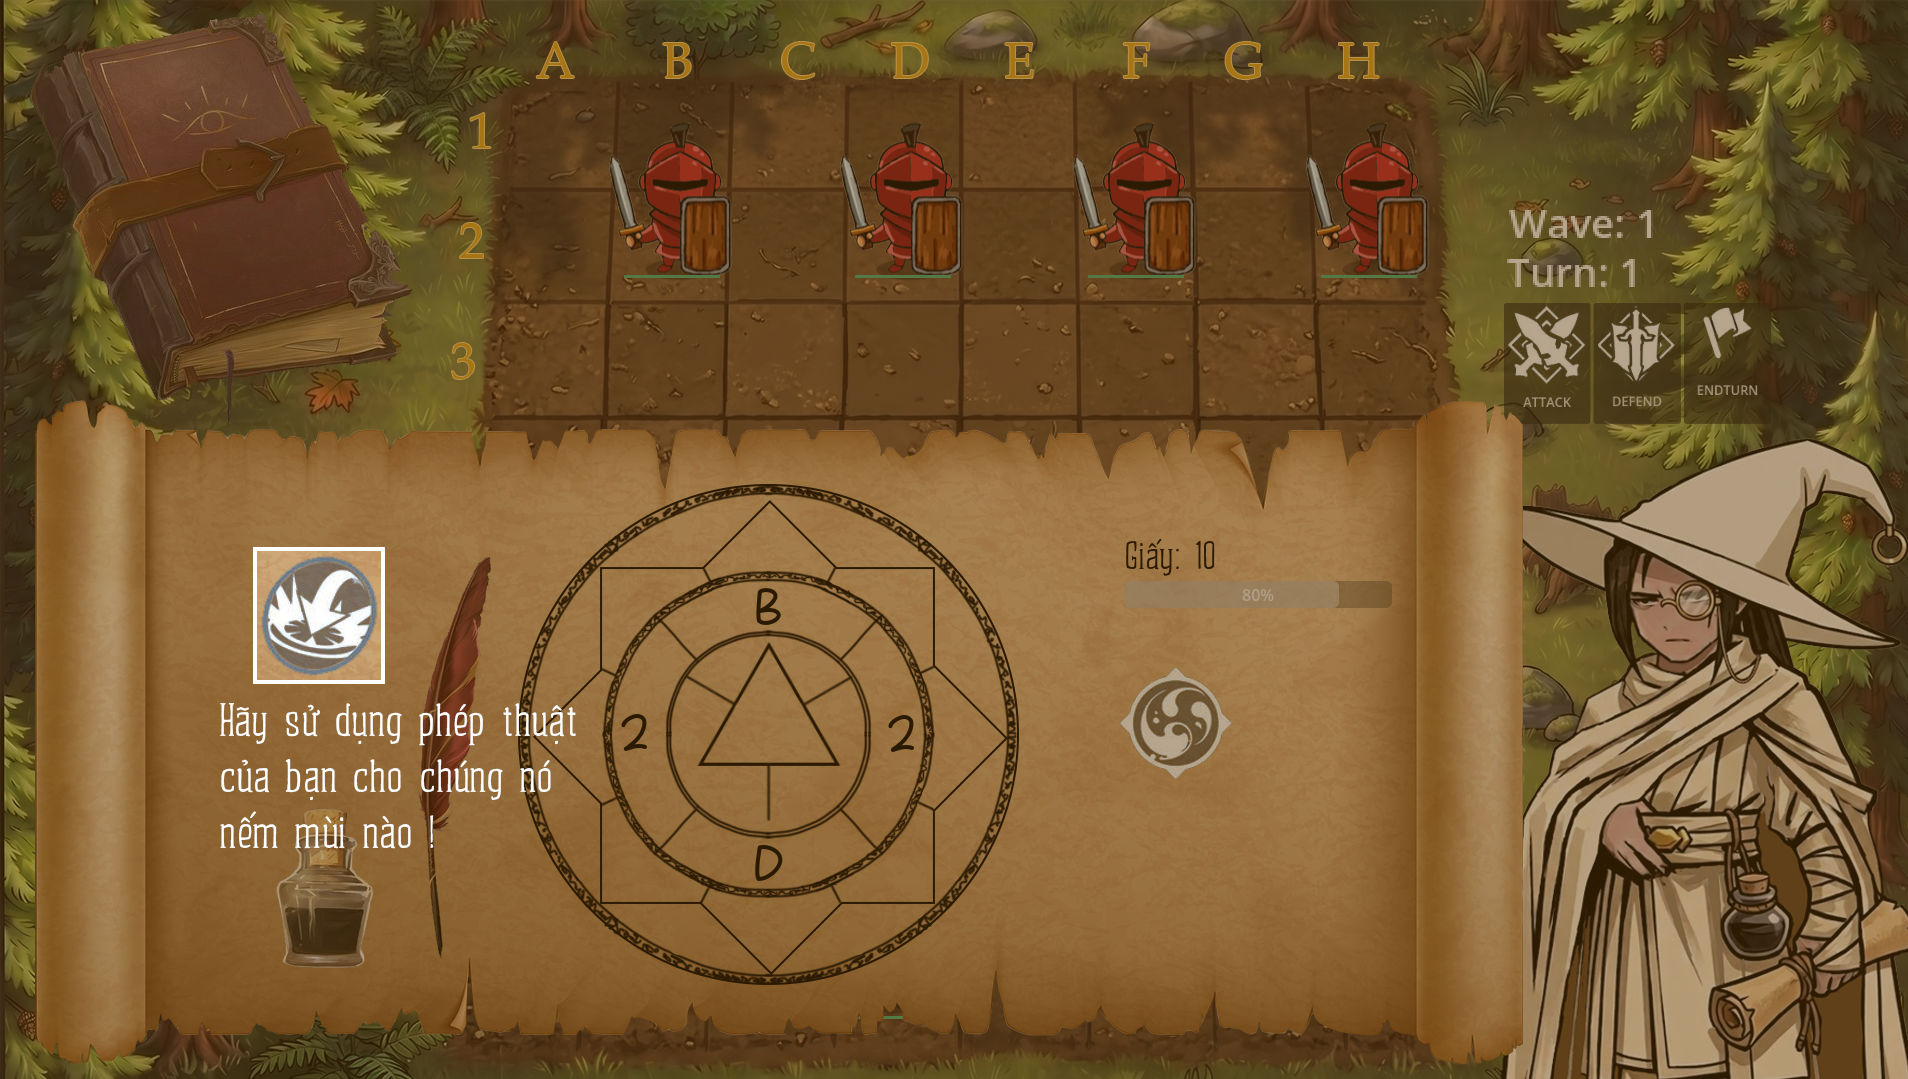 A B C D E F G H
1
2
3
Wave: 1
Turn: 1
ATTACK
DEFEND
ENDTURN
Giấy: 10
80%
B
2
2
D
Hãy sử dụng phép thuật
của bạn cho chúng nó
nếm mùi nào !